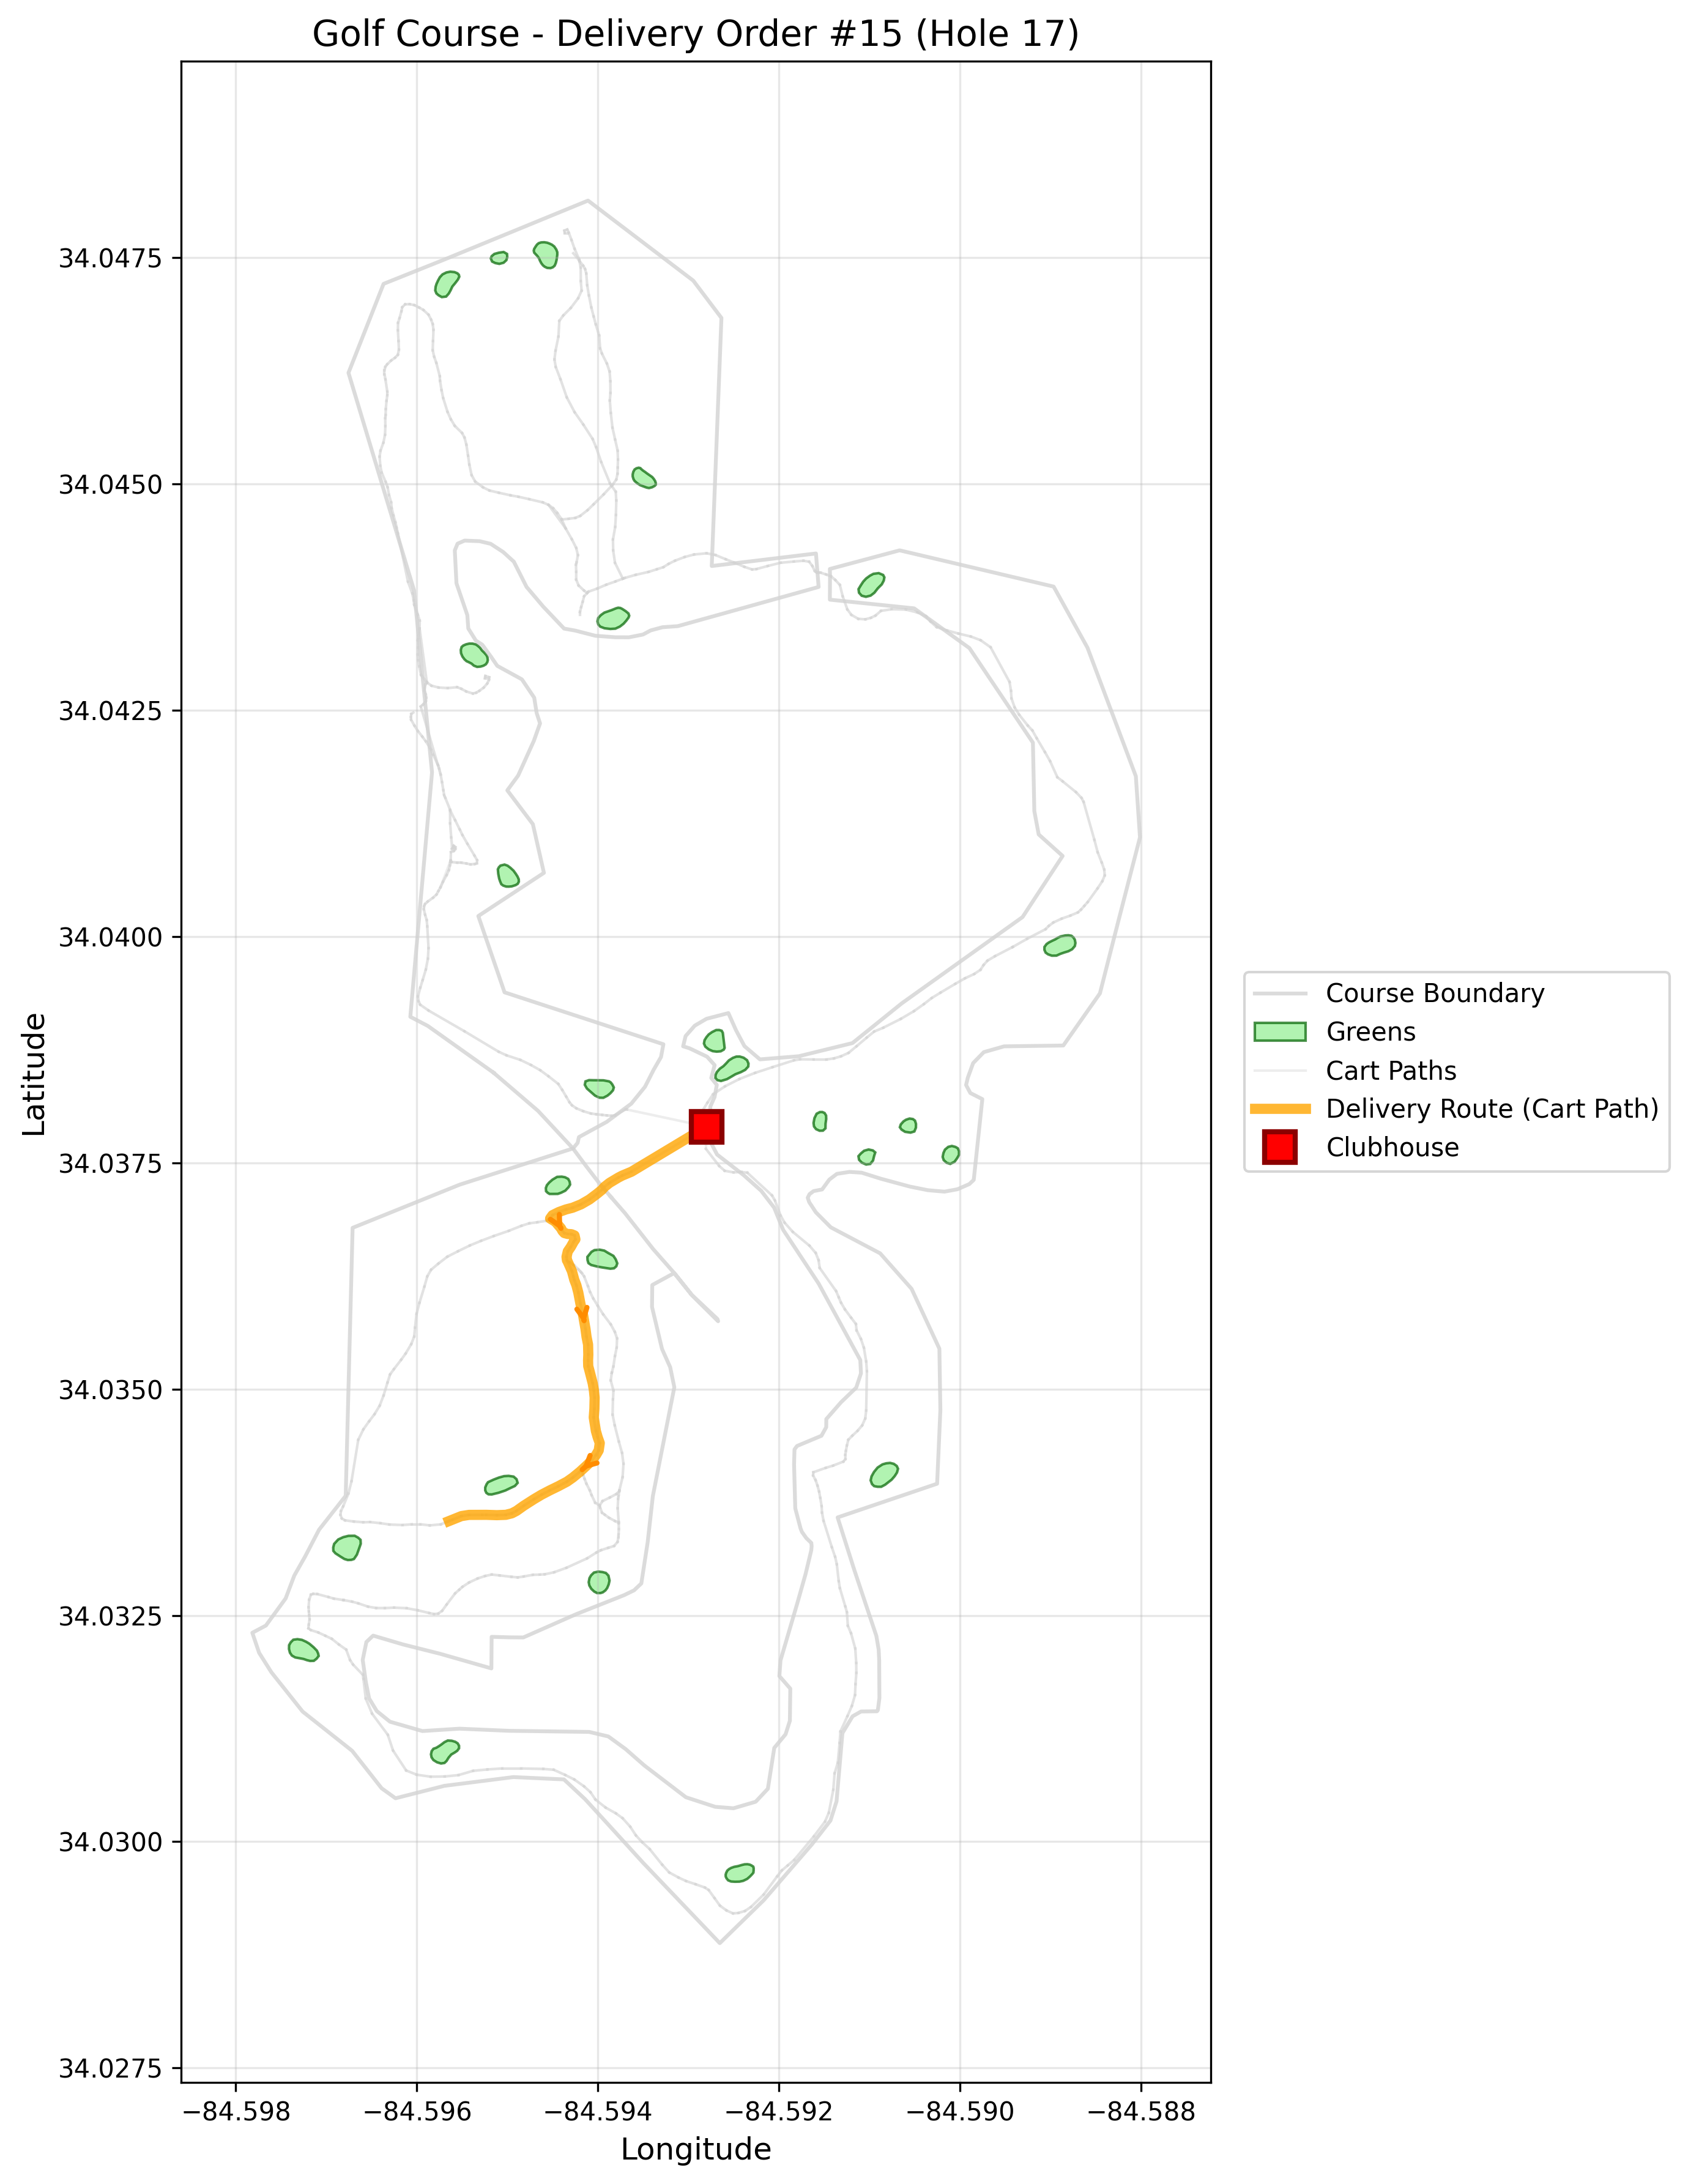 Golf Course - Delivery Order #15 (Hole 17)
34.0475
34.0450
34.0425
34.0400
34.0375
34.0350
34.0325
34.0300
34.0275
Latitude
Course Boundary
Greens
Cart Paths
Delivery Route (Cart Path)
Clubhouse
−84.598
−84.596
−84.594
−84.592
−84.590
−84.588
Longitude